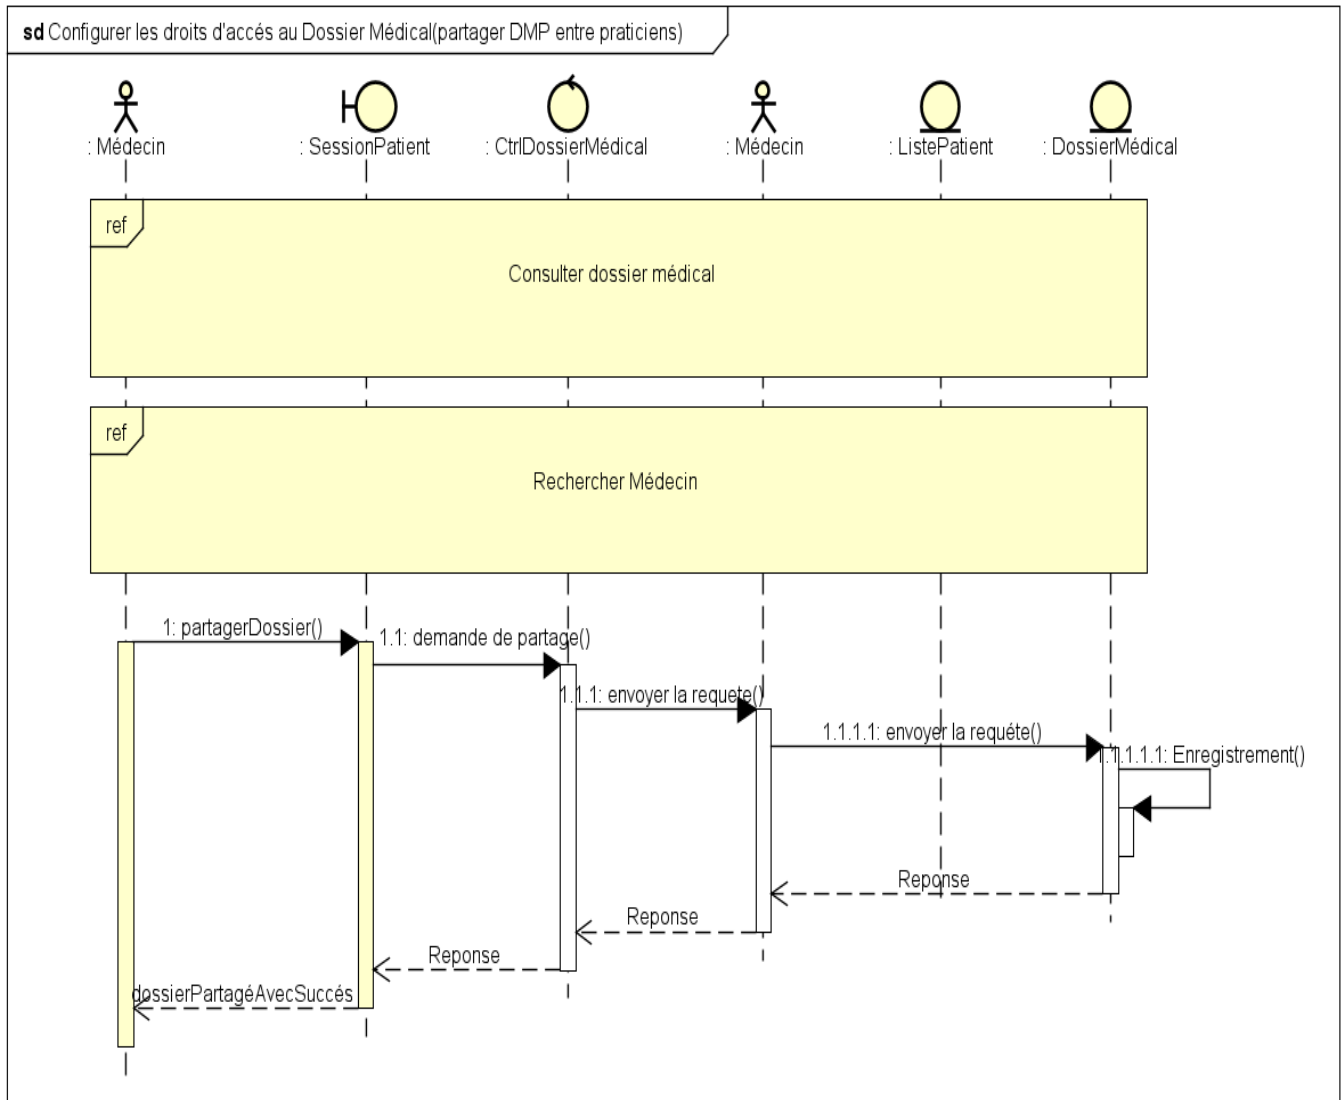 sd Configurer les droits d'accés au Dossier Médical(partager DMP entre praticiens)
: Médecin
: SessionPatient
: CtrlDossierMédical
: Médecin
: ListePatient
: DossierMédical
ref
Consulter dossier médical
ref
Rechercher Médecin
1: partagerDossier()
1.1: demande de partage()
1.1.1: envoyer la requete()
1.1.1.1: envoyer la requéte()
1.1.1.1.1: Enregistrement()
Reponse
Reponse
Reponse
dossierPartagéAvecSuccés